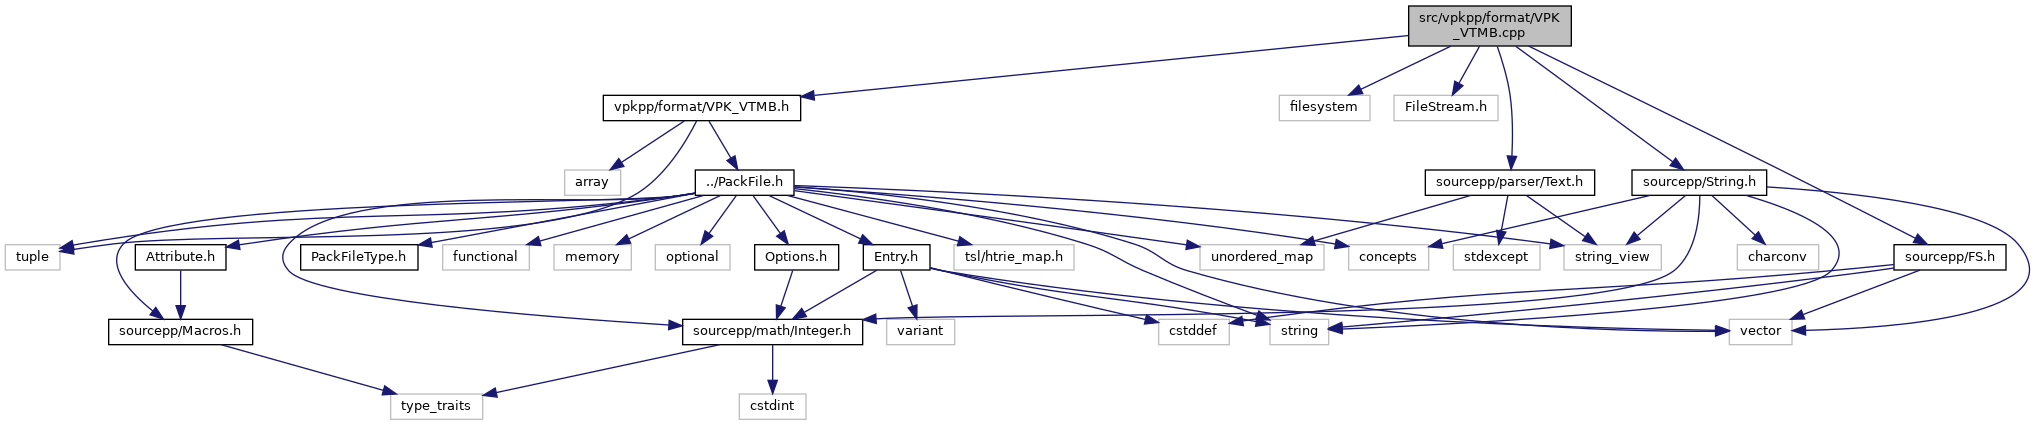 src/vpkpp/format/VPK
_VTMB.cpp
vpkpp/format/VPK_VTMB.h
filesystem
FileStream.h
array
../PackFile.h
sourcepp/parser/Text.h
sourcepp/String.h
tuple
Attribute.h
PackFileType.h
functional
memory
optional
Options.h
Entry.h
tsl/htrie_map.h
unordered_map
concepts
stdexcept
string_view
charconv
sourcepp/FS.h
sourcepp/Macros.h
sourcepp/math/Integer.h
variant
cstddef
string
vector
type_traits
cstdint